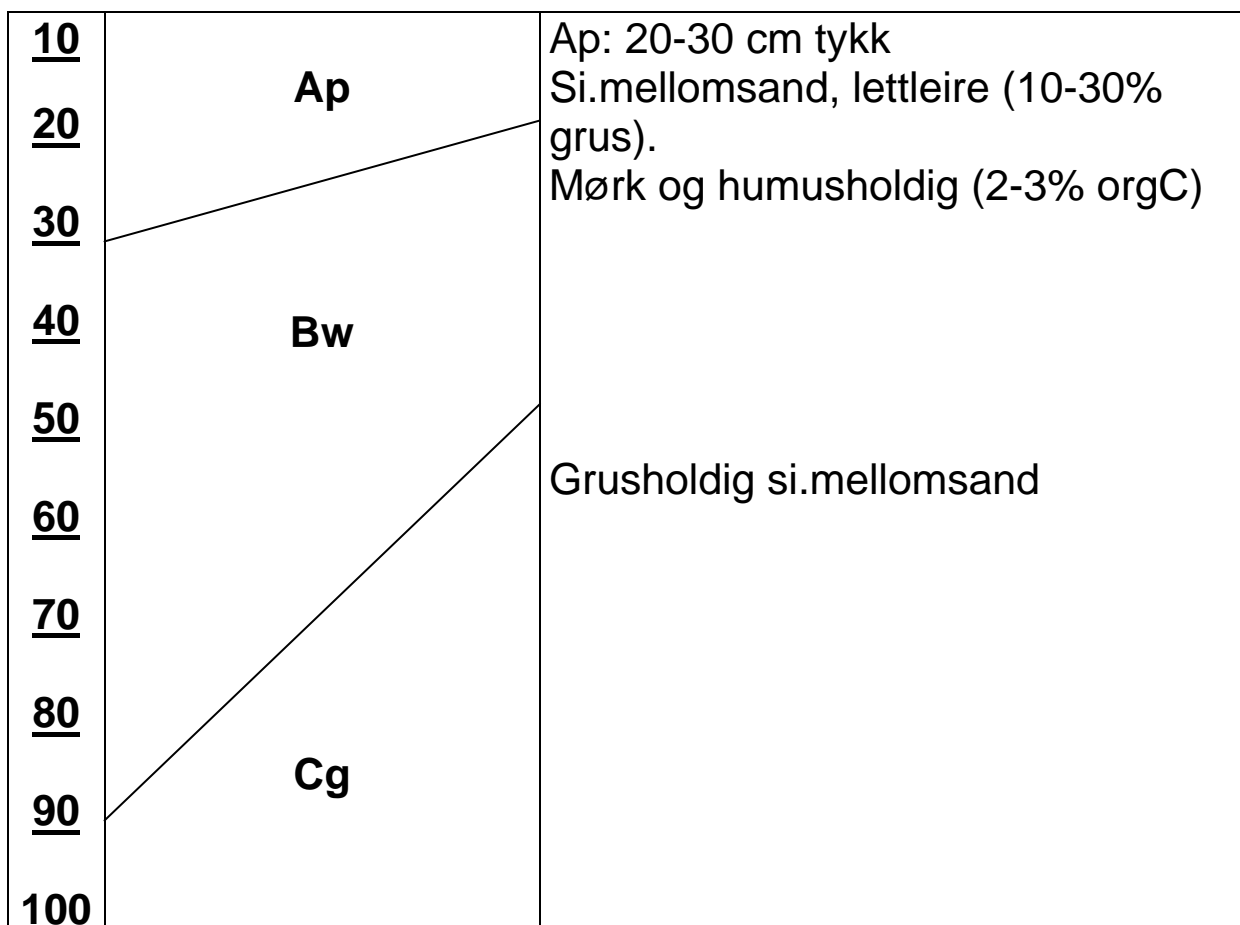 10
Ap
20
30
40
Bw
50
60
70
80
Cg
90
100
Ap: 20-30 cm tykk
Si.mellomsand, lettleire (10-30%
grus).
Mørk og humusholdig (2-3% orgC)
Grusholdig si.mellomsand